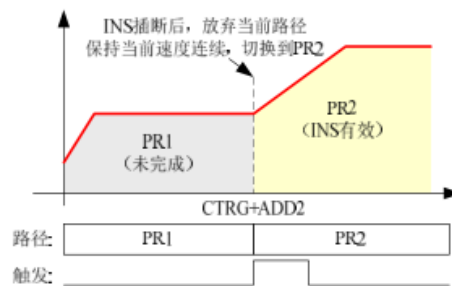 INS插断后，放弃当前路径
保持当前速度连续，切换到PR2
PR1
（未完成）
PR2
（INS有效）
CTRG+ADD2
路径: PR1 PR2
触发: